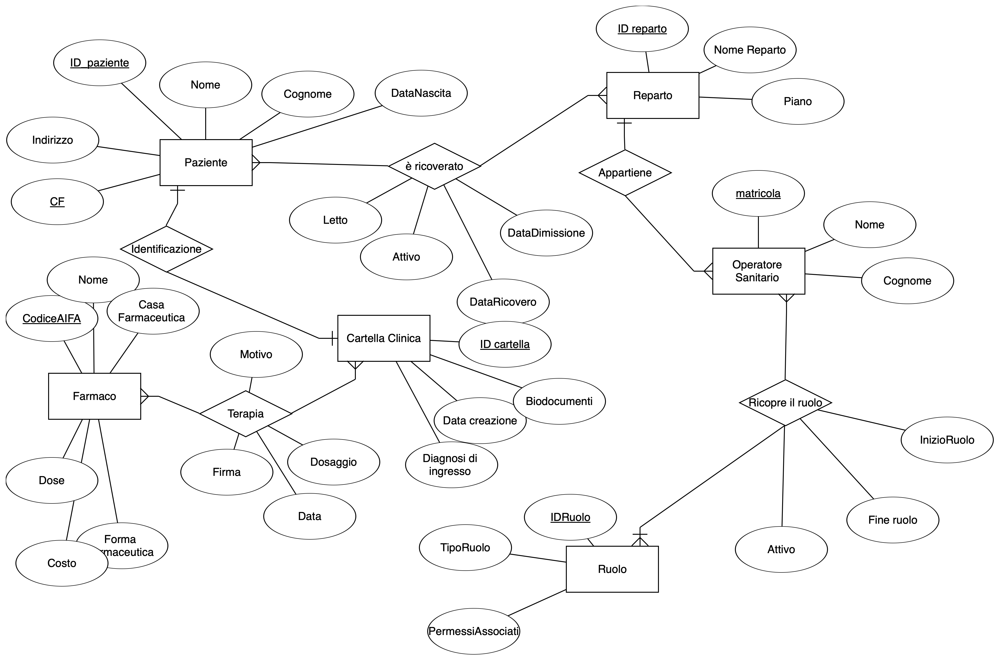 ID reparto
Nome Reparto
ID_paziente
Nome
Cognome
DataNascita
Reparto
Piano
Indirizzo
Paziente
è ricoverato
Appartiene
CF
matricola
Letto
Nome
DataDimissione
Identificazione
Attivo
Operatore
Sanitario
Cognome
Nome
DataRicovero
Casa
Farmaceutica
CodiceAIFA
Cartella Clinica
ID cartella
Motivo
Farmaco
Biodocumenti
Ricopre il ruolo
Terapia
Data creazione
InizioRuolo
Dosaggio
Diagnosi di
ingresso
Firma
Dose
Data
IDRuolo
Fine ruolo
Forma
rmaceutica
TipoRuolo
Attivo
Costo
Ruolo
PermessiAssociati